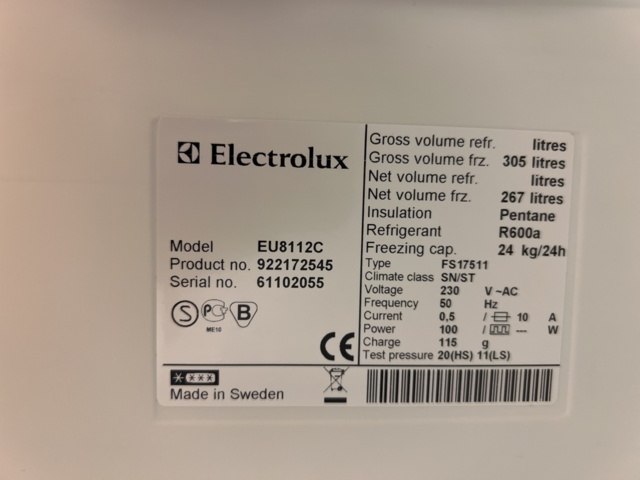 Electrolux
Model EU8112C
Product no. 922172545
Serial no. 61102055
S PC B
ME10
CE
Made in Sweden
Gross volume refr. litres
Gross volume frz. 305 litres
Net volume refr. litres
Net volume frz. 267 litres
Insulation Pentane
Refrigerant R600a
Freezing cap. 24 kg/24h
Type FS17511
Climate class SN/ST
Voltage 230 V ~AC
Frequency 50 Hz
Current 0,5 / 10 A
Power 100 / --- W
Charge 115 g
Test pressure 20(HS) 11(LS)